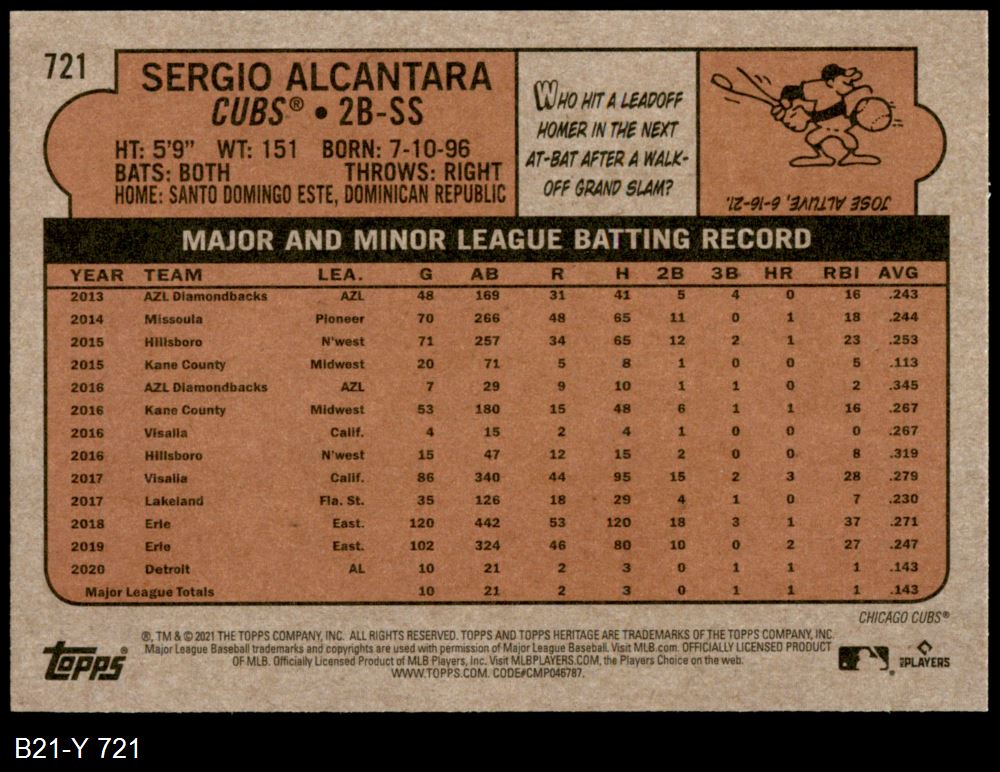 721
SERGIO ALCANTARA
CUBS® • 2B-SS
HT: 5'9" WT: 151 BORN: 7-10-96
BATS: BOTH THROWS: RIGHT
HOME: SANTO DOMINGO ESTE, DOMINICAN REPUBLIC
WHO HIT A LEADOFF
HOMER IN THE NEXT
AT-BAT AFTER A WALK-
OFF GRAND SLAM?
JOSE ALTUVE, 6-16-21.
MAJOR AND MINOR LEAGUE BATTING RECORD
YEAR TEAM LEA. G AB R H 2B 3B HR RBI AVG
2013 AZL Diamondbacks AZL 48 169 31 41 5 4 0 16 .243
2014 Missoula Pioneer 70 266 48 65 11 0 1 18 .244
2015 Hillsboro N'west 71 257 34 65 12 2 1 23 .253
2015 Kane County Midwest 20 71 5 8 1 0 0 5 .113
2016 AZL Diamondbacks AZL 7 29 9 10 1 1 0 2 .345
2016 Kane County Midwest 53 180 15 48 6 1 1 16 .267
2016 Visalia Calif. 4 15 2 4 1 0 0 0 .267
2016 Hillsboro N'west 15 47 12 15 2 0 0 8 .319
2017 Visalia Calif. 86 340 44 95 15 2 3 28 .279
2017 Lakeland Fla. St. 35 126 18 29 4 1 0 7 .230
2018 Erie East. 120 442 53 120 18 3 1 37 .271
2019 Erie East. 102 324 46 80 10 0 2 27 .247
2020 Detroit AL 10 21 2 3 0 1 1 1 .143
Major League Totals 10 21 2 3 0 1 1 1 .143
CHICAGO CUBS®
®, TM & © 2021 THE TOPPS COMPANY, INC. ALL RIGHTS RESERVED. TOPPS AND TOPPS HERITAGE ARE TRADEMARKS OF THE TOPPS COMPANY, INC.
Major League Baseball trademarks and copyrights are used with permission of Major League Baseball. Visit MLB.com. OFFICIALLY LICENSED PRODUCT
OF MLB. Officially Licensed Product of MLB Players, Inc. Visit MLBPLAYERS.COM, the Players Choice on the web.
WWW.TOPPS.COM. CODE#CMP046787.
topps®
MLB PLAYERS
B21-Y 721